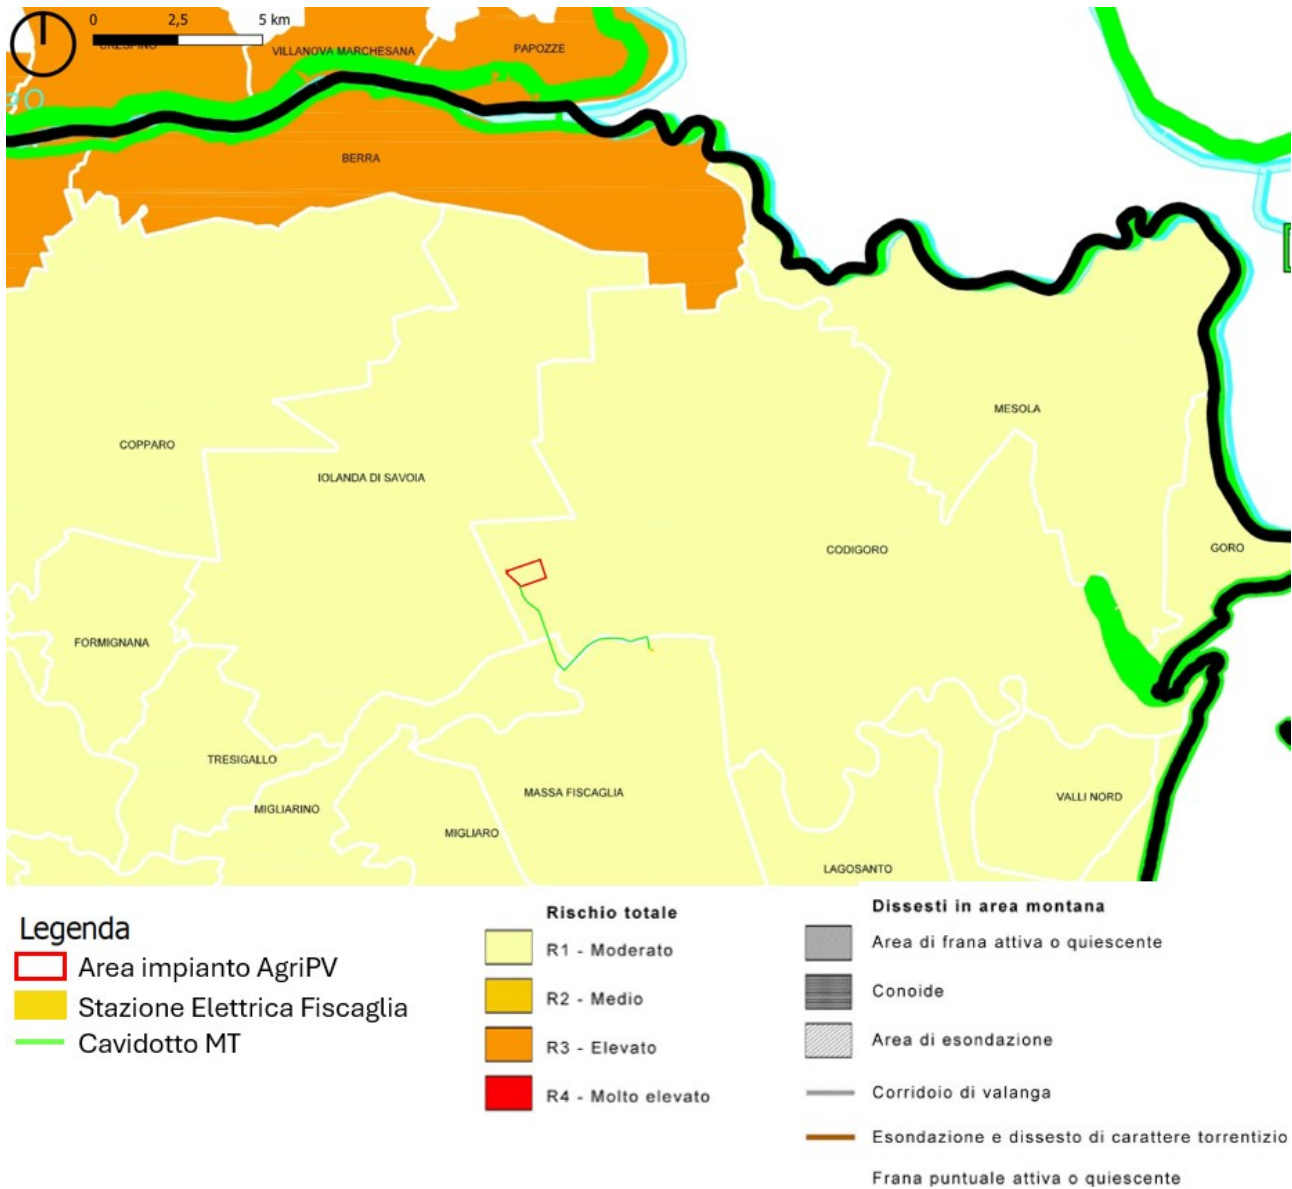 0 2,5 5 km
CRESPINO
VILLANOVA MARCHESANA
PAPOZZE
BERRA
MESOLA
COPPARO
IOLANDA DI SAVOIA
CODIGORO
GORO
FORMIGNANA
TRESIGALLO
MASSA FISCAGLIA
VALLI NORD
MIGLIARINO
MIGLIARO
LAGOSANTO
Legenda
Area impianto AgriPV
Stazione Elettrica Fiscaglia
Cavidotto MT
Rischio totale
R1 - Moderato
R2 - Medio
R3 - Elevato
R4 - Molto elevato
Dissesti in area montana
Area di frana attiva o quiescente
Conoide
Area di esondazione
Corridoio di valanga
Esondazione e dissesto di carattere torrentizio
Frana puntuale attiva o quiescente